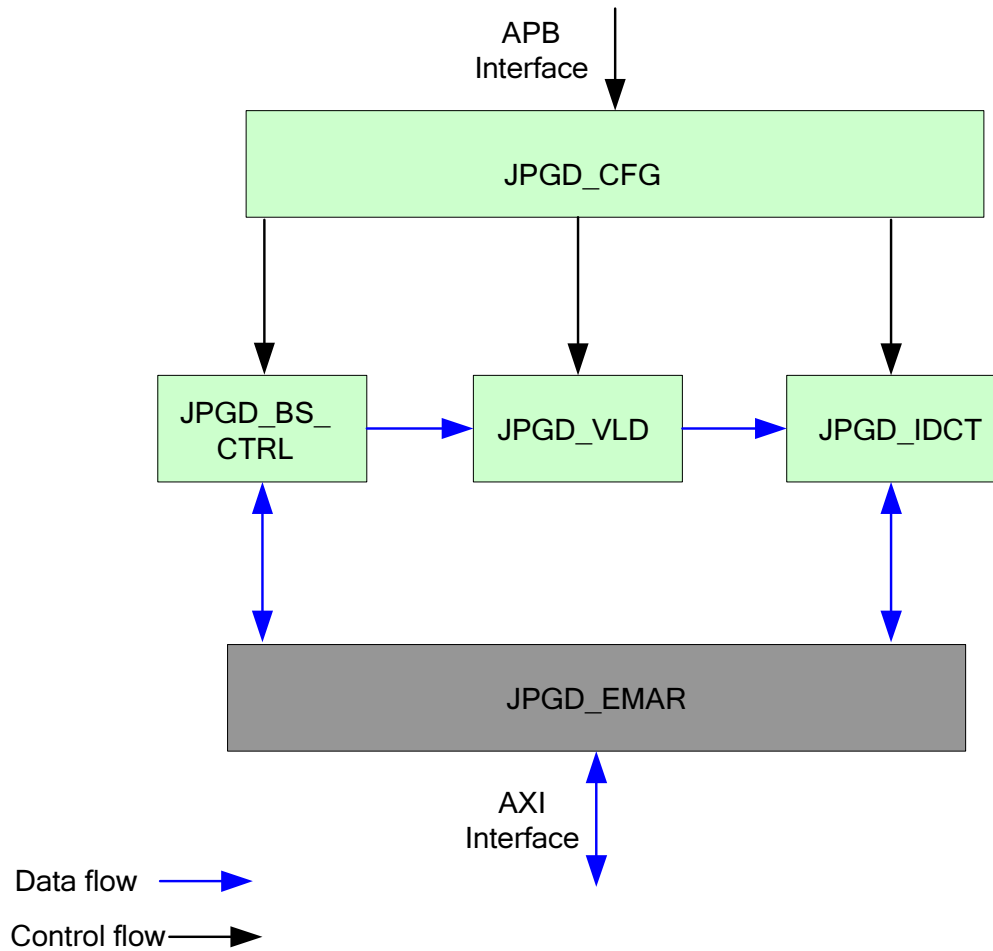 APB
Interface
JPGD_CFG
JPGD_BS_
CTRL
JPGD_VLD
JPGD_IDCT
JPGD_EMAR
AXI
Interface
Data flow
Control flow